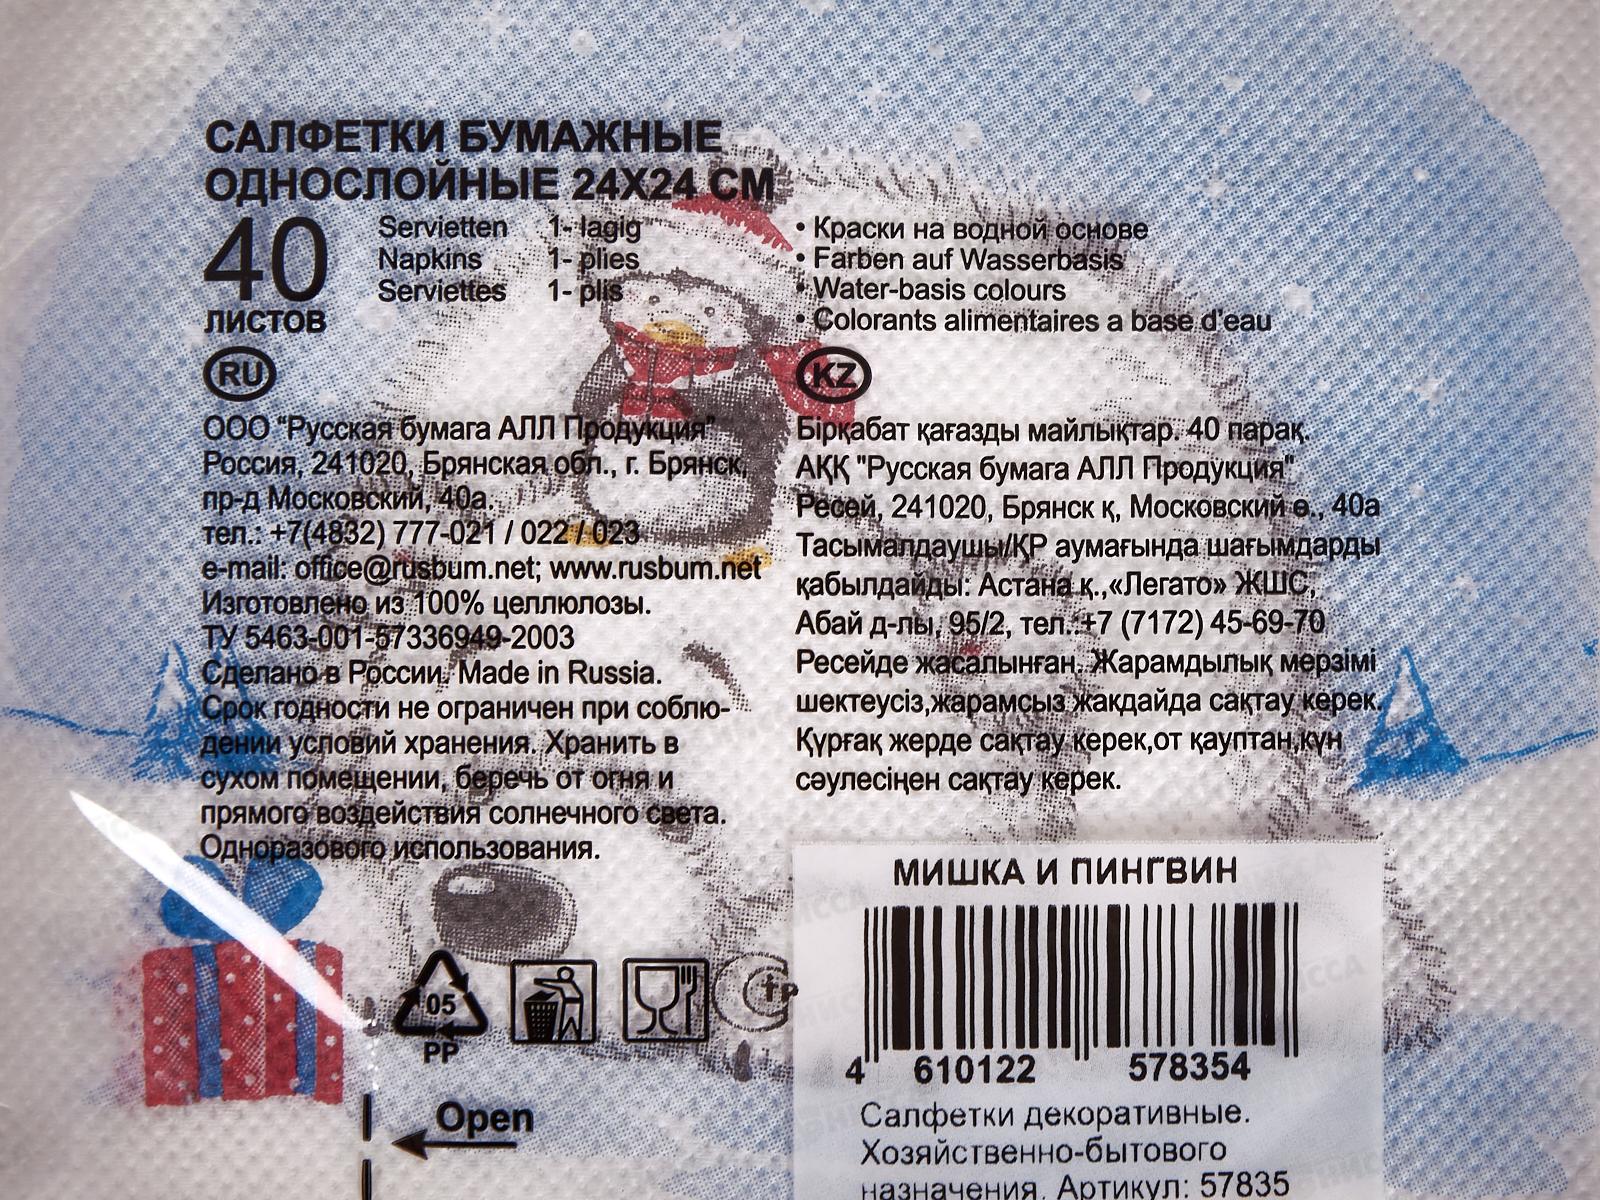 САЛФЕТКИ БУМАЖНЫЕ
ОДНОСЛОЙНЫЕ 24X24 СМ
40
ЛИСТОВ
Servietten 1- lagig
Napkins 1- plies
Serviettes 1- plis
• Краски на водной основе
• Farben auf Wasserbasis
• Water-basis colours
• Colorants alimentaires a base d'eau
RU
ООО "Русская бумага АЛЛ Продукция"
Россия, 241020, Брянская обл., г. Брянск,
пр-д Московский, 40а.
тел.: +7(4832) 777-021 / 022 / 023
e-mail: office@rusbum.net; www.rusbum.net
Изготовлено из 100% целлюлозы.
ТУ 5463-001-57336949-2003
Сделано в России. Made in Russia.
Срок годности не ограничен при соблю-
дении условий хранения. Хранить в
сухом помещении, беречь от огня и
прямого воздействия солнечного света.
Одноразового использования.
KZ
Бірқабат қағазды майлықтар. 40 парақ.
АҚҚ "Русская бумага АЛЛ Продукция"
Ресей, 241020, Брянск қ, Московский ө., 40а
Тасымалдаушы/ҚР аумағында шағымдарды
қабылдайды: Астана қ.,«Легато» ЖШС,
Абай д-лы, 95/2, тел.:+7 (7172) 45-69-70
Ресейде жасалынған. Жарамдылық мерзімі
шектеусіз,жарамсыз жақдайда сақтау керек.
Құрғақ жерде сақтау керек,от қауптан,күн
сәулесіңен сақтау керек.
05
PP
Open
МИШКА И ПИНГВИН
4 610122 578354
Салфетки декоративные.
Хозяйственно-бытового
назначения. Артикул: 57835